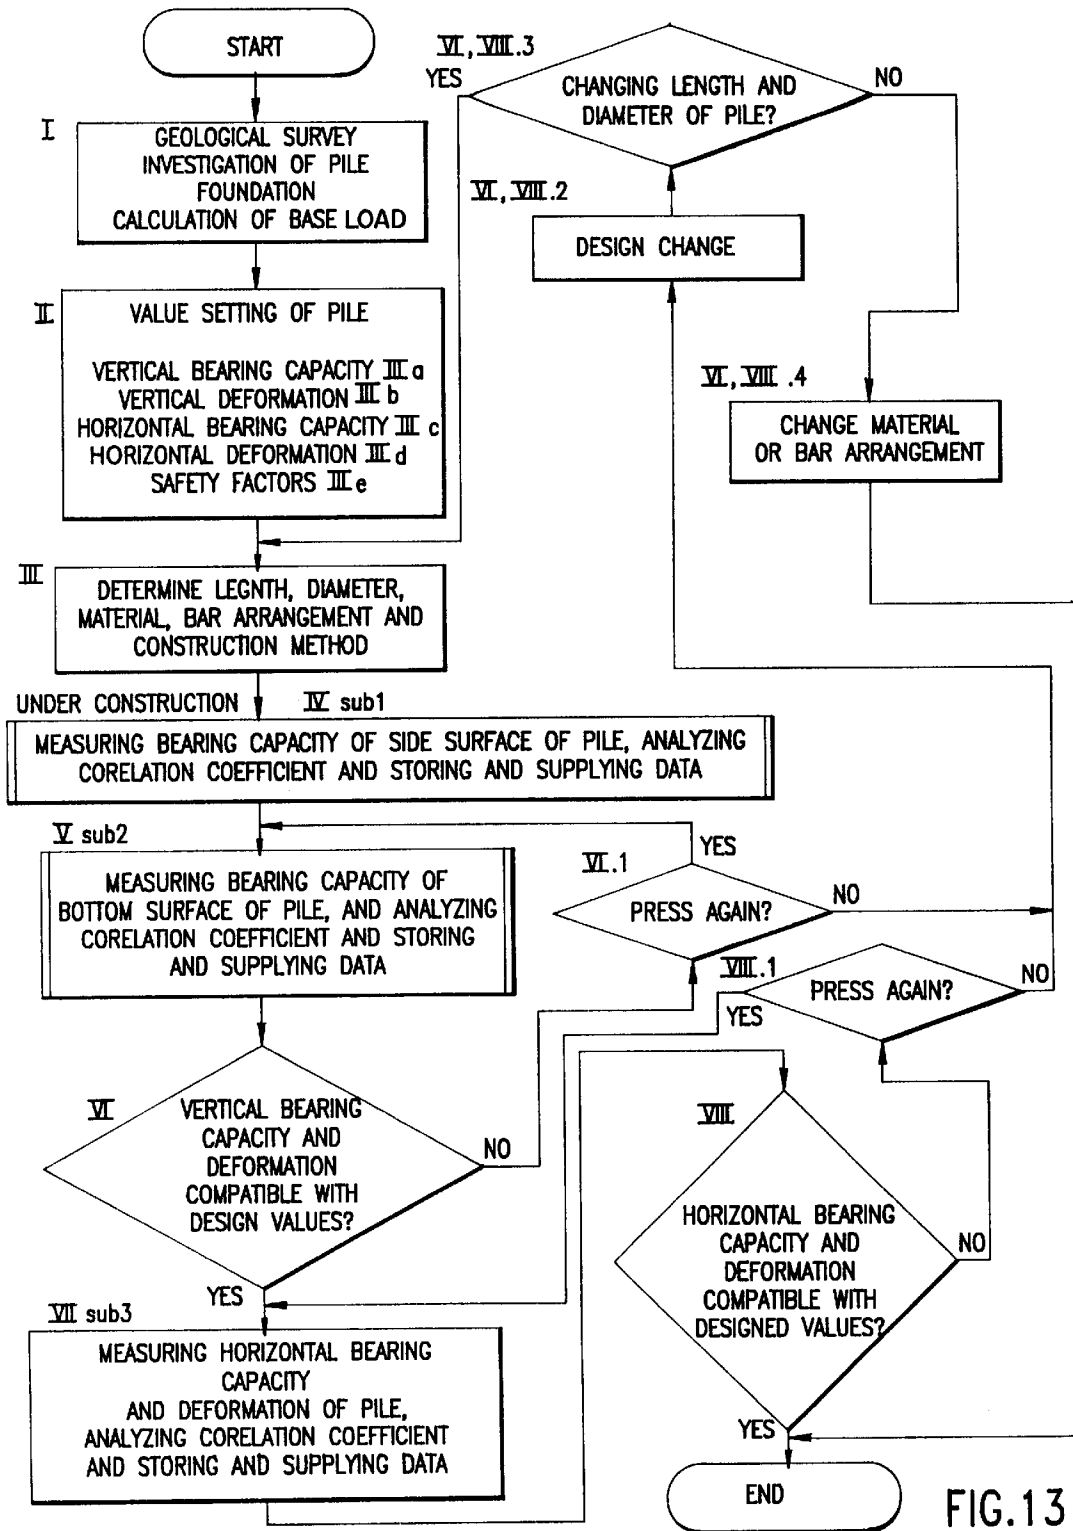 START
I
GEOLOGICAL SURVEY
INVESTIGATION OF PILE
FOUNDATION
CALCULATION OF BASE LOAD
II
VALUE SETTING OF PILE
VERTICAL BEARING CAPACITY III a
VERTICAL DEFORMATION III b
HORIZONTAL BEARING CAPACITY III c
HORIZONTAL DEFORMATION III d
SAFETY FACTORS III e
III
DETERMINE LEGNTH, DIAMETER,
MATERIAL, BAR ARRANGEMENT AND
CONSTRUCTION METHOD
UNDER CONSTRUCTION
IV sub1
MEASURING BEARING CAPACITY OF SIDE SURFACE OF PILE, ANALYZING
CORELATION COEFFICIENT AND STORING AND SUPPLYING DATA
V sub2
MEASURING BEARING CAPACITY OF
BOTTOM SURFACE OF PILE, AND ANALYZING
CORELATION COEFFICIENT AND STORING
AND SUPPLYING DATA
VI
VERTICAL BEARING
CAPACITY AND
DEFORMATION
COMPATIBLE WITH
DESIGN VALUES?
NO
YES
VII sub3
MEASURING HORIZONTAL BEARING
CAPACITY
AND DEFORMATION OF PILE,
ANALYZING CORELATION COEFFICIENT
AND STORING AND SUPPLYING DATA
VI, VIII.3
YES
CHANGING LENGTH AND
DIAMETER OF PILE?
NO
VI, VIII.2
DESIGN CHANGE
VI, VIII .4
CHANGE MATERIAL
OR BAR ARRANGEMENT
YES
VI.1
PRESS AGAIN?
NO
VIII.1
YES
PRESS AGAIN?
NO
VIII
HORIZONTAL BEARING
CAPACITY AND
DEFORMATION
COMPATIBLE WITH
DESIGNED VALUES?
NO
YES
END
FIG.13